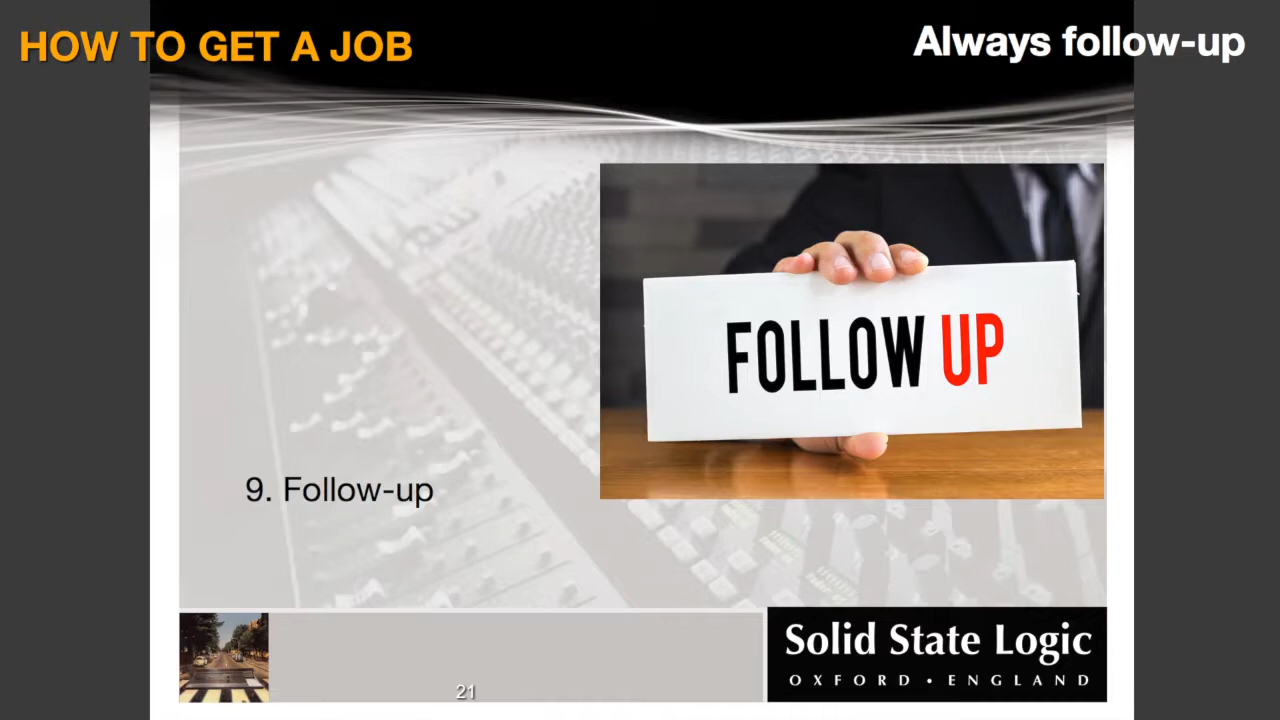 HOW TO GET A JOB
Always follow-up
FOLLOW UP
9. Follow-up
Solid State Logic
OXFORD • ENGLAND
21